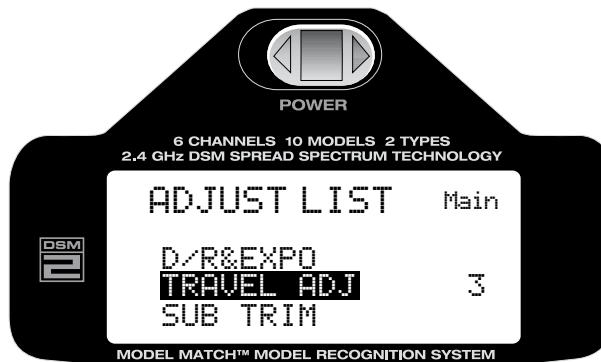 POWER
6 CHANNELS 10 MODELS 2 TYPES
2.4 GHz DSM SPREAD SPECTRUM TECHNOLOGY
ADJUST LIST Main
DSM
2
D/R&EXPO
TRAVEL ADJ 3
SUB TRIM
MODEL MATCH™ MODEL RECOGNITION SYSTEM